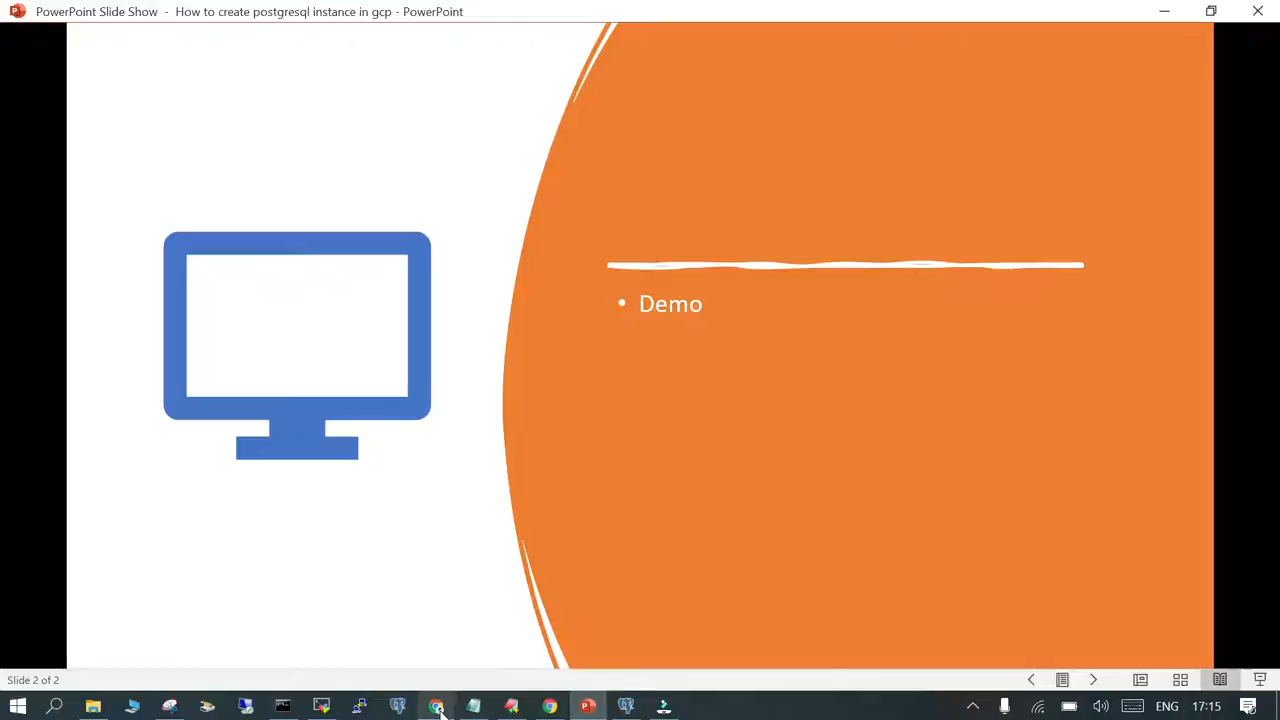 PowerPoint Slide Show - How to create postgresql instance in gcp - PowerPoint
• Demo
Slide 2 of 2
ENG 17:15